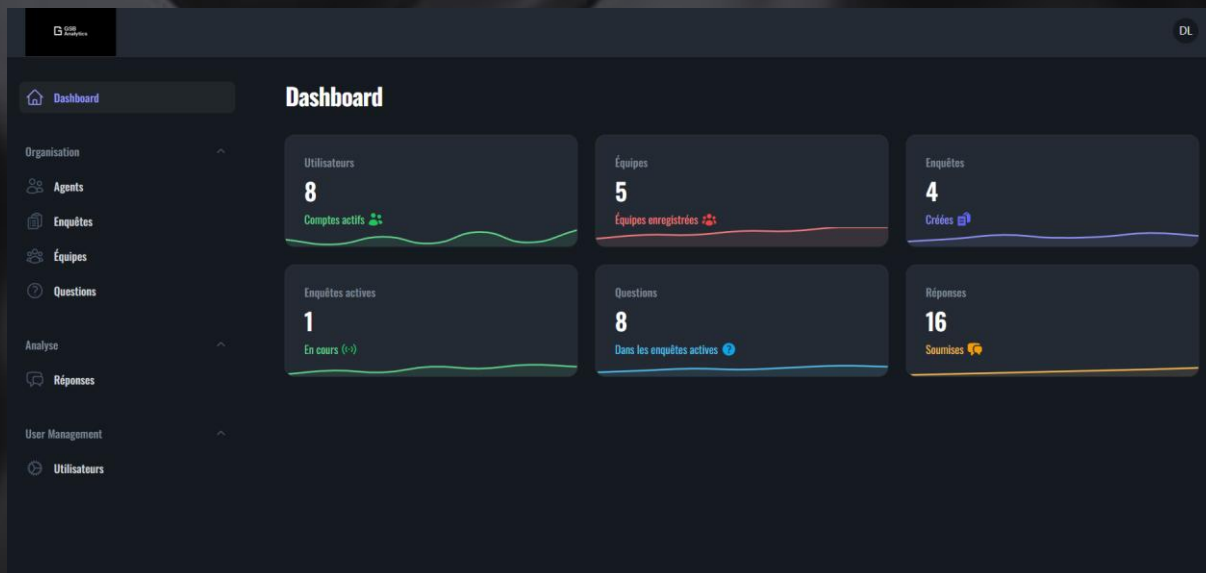 GSB
Analytics
DL
Dashboard
Organisation
Agents
Enquêtes
Équipes
Questions
Analyse
Réponses
User Management
Utilisateurs
Dashboard
Utilisateurs
8
Comptes actifs
Équipes
5
Équipes enregistrées
Enquêtes
4
Créées
Enquêtes actives
1
En cours
Questions
8
Dans les enquêtes actives
Réponses
16
Soumises